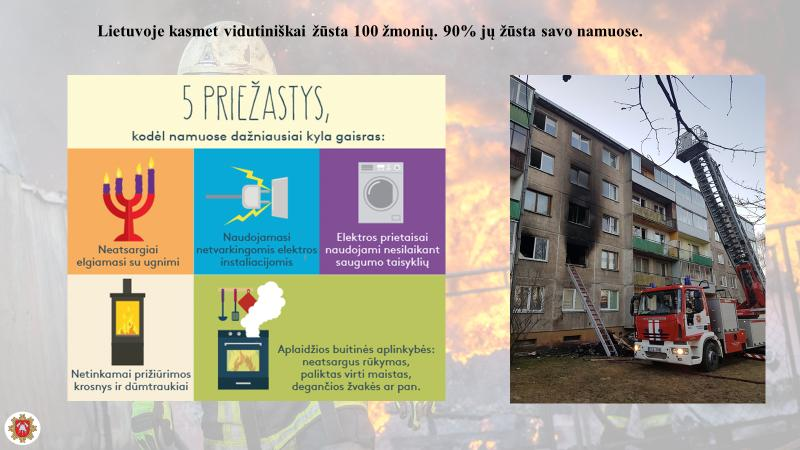 Lietuvoje kasmet vidutiniškai žūsta 100 žmonių. 90% jų žūsta savo namuose.
5 PRIEŽASTYS,
kodėl namuose dažniausiai kyla gaisras:
Neatsargiai
elgiamasi su ugnimi
Naudojamasi
netvarkingomis elektros
instaliacijomis
Elektros prietaisai
naudojami nesilaikant
saugumo taisyklių
Netinkamai prižiūrimos
krosnys ir dūmtraukiai
Aplaidžios buitinės aplinkybės:
neatsargus rūkymas,
paliktas virti maistas,
degančios žvakės ar pan.